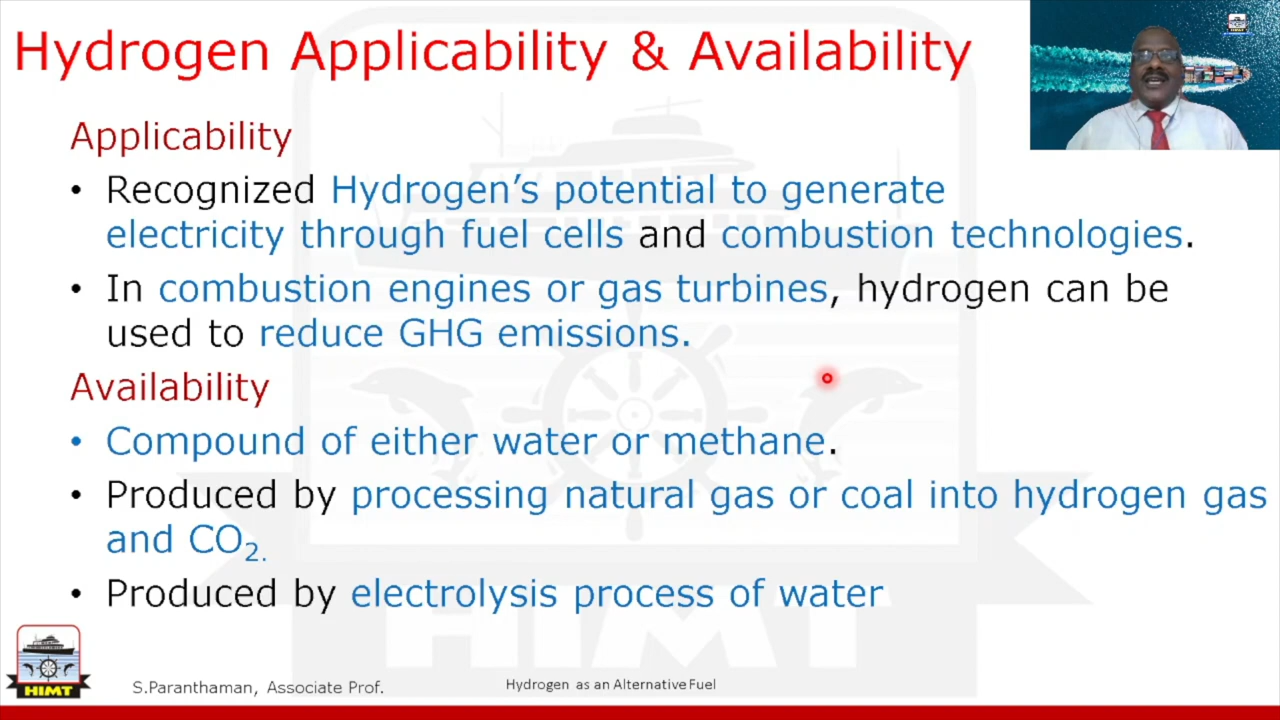 Hydrogen Applicability & Availability
HIMT
Applicability
• Recognized Hydrogen’s potential to generate
electricity through fuel cells and combustion technologies.
• In combustion engines or gas turbines, hydrogen can be
used to reduce GHG emissions.
Availability
• Compound of either water or methane.
• Produced by processing natural gas or coal into hydrogen gas
and CO₂.
• Produced by electrolysis process of water
HIMT
HIMT
S.Paranthaman, Associate Prof.
Hydrogen as an Alternative Fuel